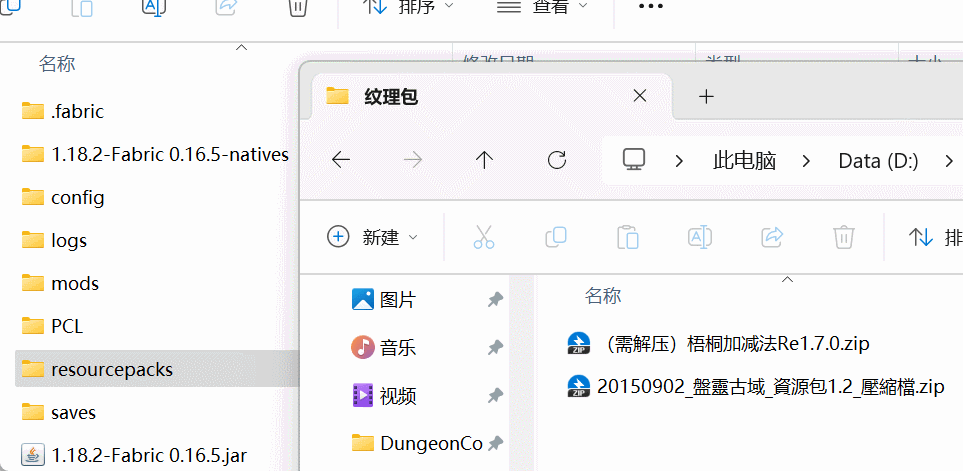 排序
查看
名称
修改日期
类型
大小
.fabric
1.18.2-Fabric 0.16.5-natives
config
logs
mods
PCL
resourcepacks
saves
1.18.2-Fabric 0.16.5.jar
纹理包
此电脑
Data (D:)
新建
排
图片
音乐
视频
DungeonCo
名称
（需解压）梧桐加减法Re1.7.0.zip
20150902_盤靈古域_資源包1.2_壓縮檔.zip